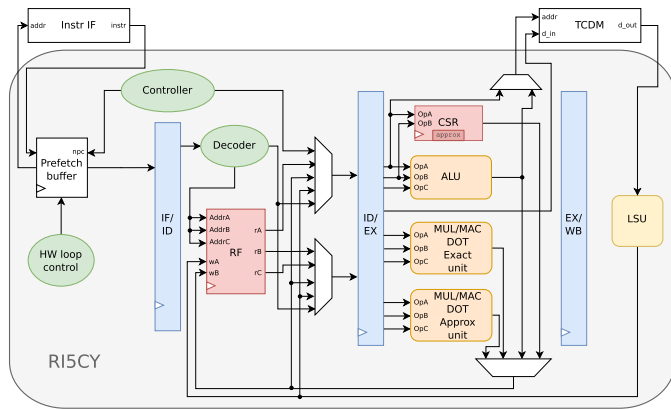 addr
Instr IF
instr
addr
d_in
TCDM
d_out
Controller
npc
Prefetch
buffer
HW loop
control
IF/
ID
Decoder
AddrA
AddrB
AddrC
wA
wB
RF
rA
rB
rC
ID/
EX
OpA
OpB
CSR
approx
OpA
OpB
OpC
ALU
OpA
OpB
OpC
MUL/MAC
DOT
Exact
unit
OpA
OpB
OpC
MUL/MAC
DOT
Approx
unit
EX/
WB
LSU
RI5CY